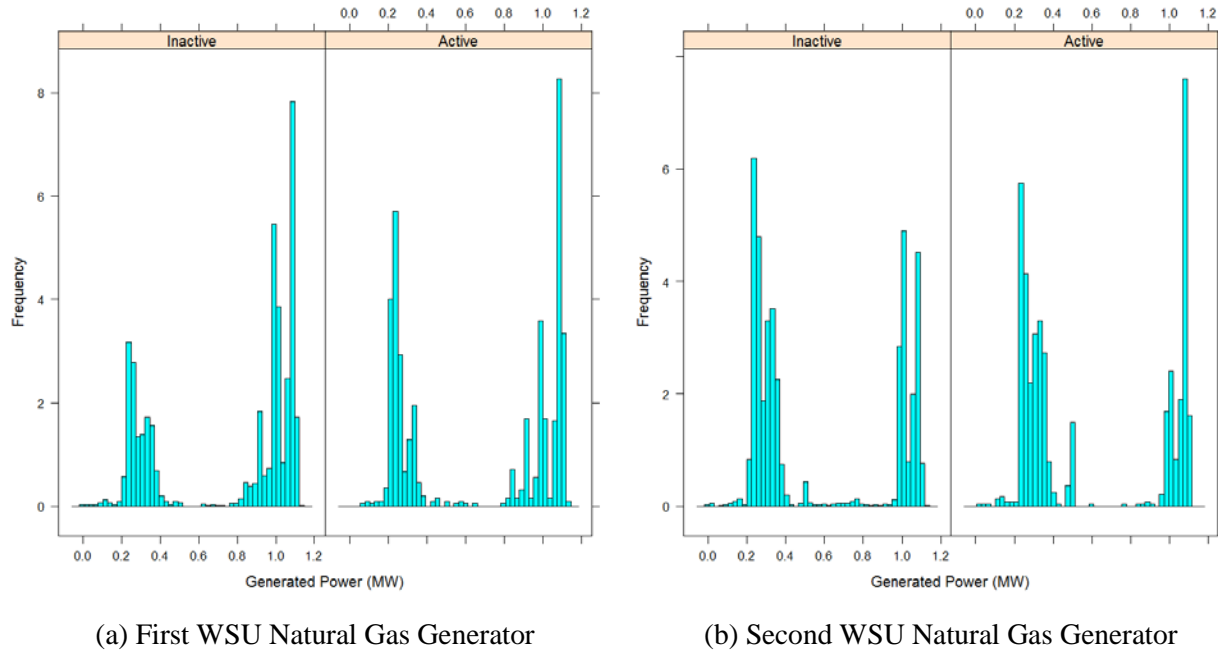 0.0 0.2 0.4 0.6 0.8 1.0 1.2
0.0 0.2 0.4 0.6 0.8 1.0 1.2
Inactive Active
Inactive Active
8
6
4
2
0
Frequency
6
4
2
0
Frequency
0.0 0.2 0.4 0.6 0.8 1.0 1.2
0.0 0.2 0.4 0.6 0.8 1.0 1.2
Generated Power (MW)
Generated Power (MW)
(a) First WSU Natural Gas Generator
(b) Second WSU Natural Gas Generator